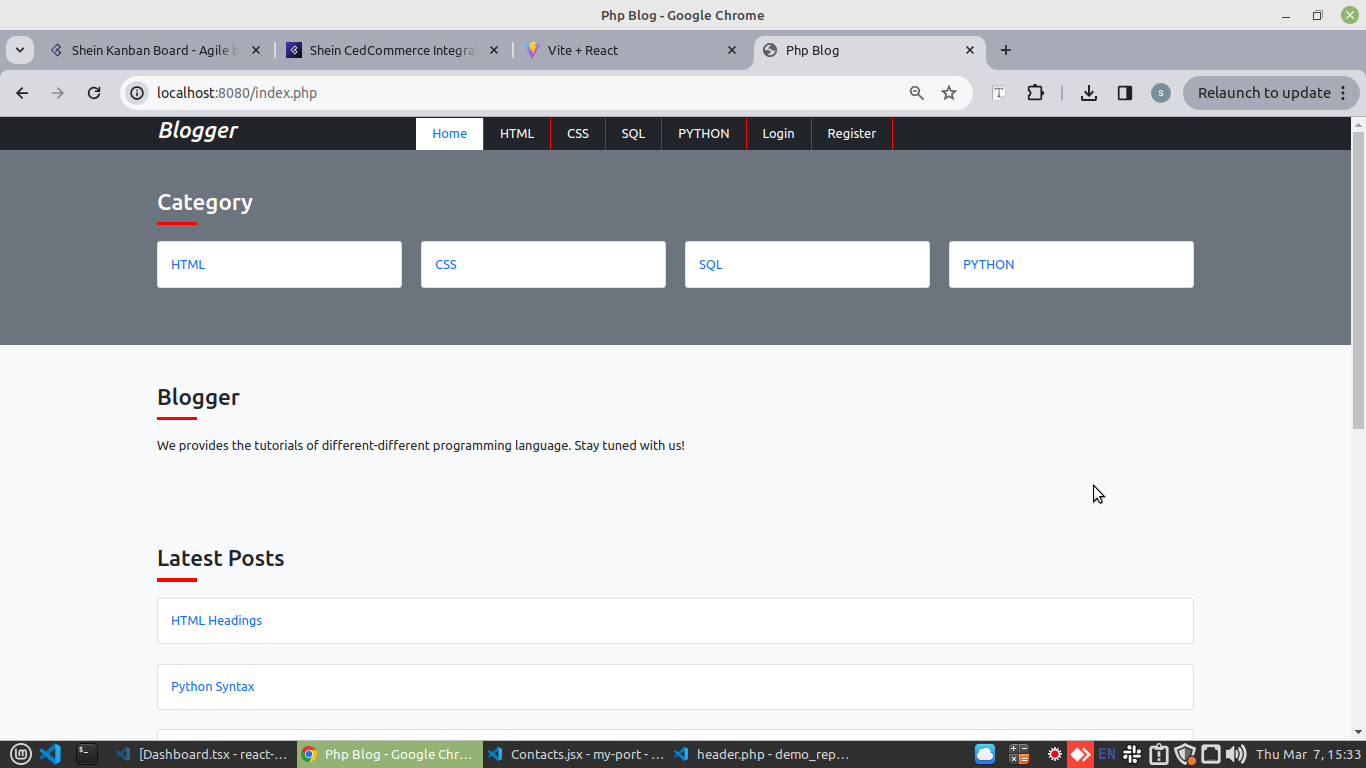 Php Blog - Google Chrome
Shein Kanban Board - Agile b
Shein CedCommerce Integra
Vite + React
Php Blog
localhost:8080/index.php
T
s
Relaunch to update
Blogger
Home
HTML
CSS
SQL
PYTHON
Login
Register
Category
HTML
CSS
SQL
PYTHON
Blogger
We provides the tutorials of different-different programming language. Stay tuned with us!
Latest Posts
HTML Headings
Python Syntax
[Dashboard.tsx - react-...
Php Blog - Google Chr...
Contacts.jsx - my-port - ...
header.php - demo_rep...
EN
Thu Mar 7, 15:33